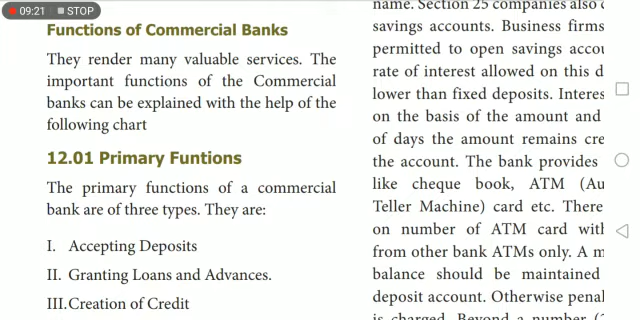 09:21 STOP
Functions of Commercial Banks
They render many valuable services. The
important functions of the Commercial
banks can be explained with the help of the
following chart
12.01 Primary Funtions
The primary functions of a commercial
bank are of three types. They are:
I. Accepting Deposits
II. Granting Loans and Advances.
III.Creation of Credit
name. Section 25 companies also
savings accounts. Business firms
permitted to open savings
rate of interest allowed on this
lower than fixed deposits.
on the basis of the amount and
of days the amount remains
the account. The bank provides
like cheque book, ATM
Teller Machine) card etc. There
on number of ATM card
from other bank ATMs only. A
balance should be maintained
deposit account. Otherwise
is charged. Beyond a number